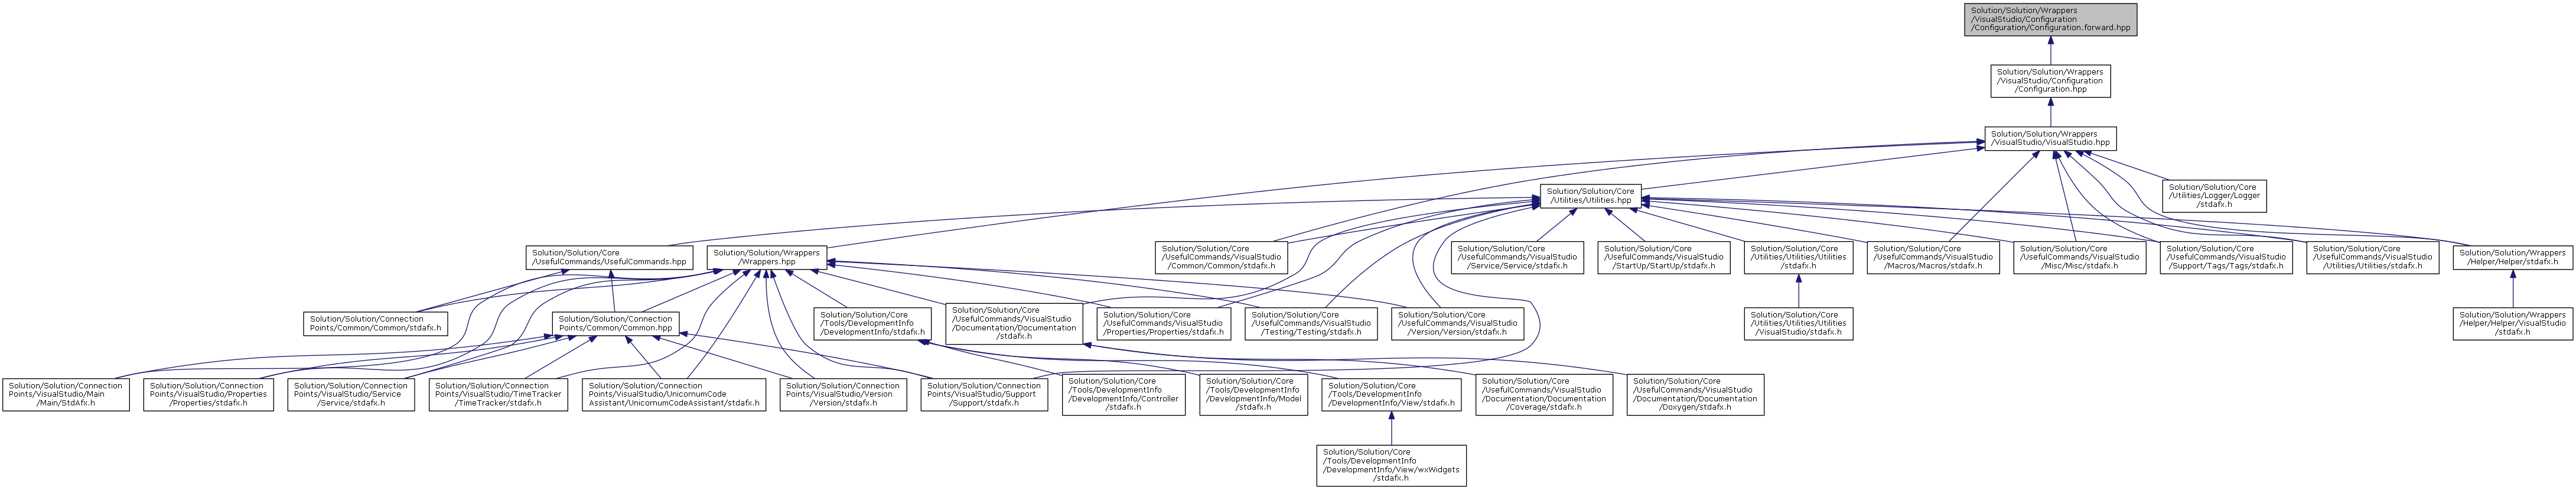 Solution/Solution/Wrappers
/VisualStudio/Configuration
/Configuration/Configuration.forward.hpp
Solution/Solution/Wrappers
/VisualStudio/Configuration
/Configuration.hpp
Solution/Solution/Wrappers
/VisualStudio/VisualStudio.hpp
Solution/Solution/Core
/Utilities/Utilities.hpp
Solution/Solution/Core
/Utilities/Logger/Logger
/stdafx.h
Solution/Solution/Core
/UsefulCommands/UsefulCommands.hpp
Solution/Solution/Wrappers
/Wrappers.hpp
Solution/Solution/Core
/UsefulCommands/VisualStudio
/Common/Common/stdafx.h
Solution/Solution/Core
/UsefulCommands/VisualStudio
/Service/Service/stdafx.h
Solution/Solution/Core
/UsefulCommands/VisualStudio
/StartUp/StartUp/stdafx.h
Solution/Solution/Core
/Utilities/Utilities/Utilities
/stdafx.h
Solution/Solution/Core
/UsefulCommands/VisualStudio
/Macros/Macros/stdafx.h
Solution/Solution/Core
/UsefulCommands/VisualStudio
/Misc/Misc/stdafx.h
Solution/Solution/Core
/UsefulCommands/VisualStudio
/Support/Tags/Tags/stdafx.h
Solution/Solution/Core
/UsefulCommands/VisualStudio
/Utilities/Utilities/stdafx.h
Solution/Solution/Wrappers
/Helper/Helper/stdafx.h
Solution/Solution/Connection
Points/Common/Common/stdafx.h
Solution/Solution/Connection
Points/Common/Common.hpp
Solution/Solution/Core
/Tools/DevelopmentInfo
/DevelopmentInfo/stdafx.h
Solution/Solution/Core
/UsefulCommands/VisualStudio
/Documentation/Documentation
/stdafx.h
Solution/Solution/Core
/UsefulCommands/VisualStudio
/Properties/Properties/stdafx.h
Solution/Solution/Core
/UsefulCommands/VisualStudio
/Testing/Testing/stdafx.h
Solution/Solution/Core
/UsefulCommands/VisualStudio
/Version/Version/stdafx.h
Solution/Solution/Core
/Utilities/Utilities/Utilities
/VisualStudio/stdafx.h
Solution/Solution/Wrappers
/Helper/Helper/VisualStudio
/stdafx.h
Solution/Solution/Connection
Points/VisualStudio/Main
/Main/StdAfx.h
Solution/Solution/Connection
Points/VisualStudio/Properties
/Properties/stdafx.h
Solution/Solution/Connection
Points/VisualStudio/Service
/Service/stdafx.h
Solution/Solution/Connection
Points/VisualStudio/TimeTracker
/TimeTracker/stdafx.h
Solution/Solution/Connection
Points/VisualStudio/UnicornumCode
Assistant/UnicornumCodeAssistant/stdafx.h
Solution/Solution/Connection
Points/VisualStudio/Version
/Version/stdafx.h
Solution/Solution/Connection
Points/VisualStudio/Support
/Support/stdafx.h
Solution/Solution/Core
/Tools/DevelopmentInfo
/DevelopmentInfo/Controller
/stdafx.h
Solution/Solution/Core
/Tools/DevelopmentInfo
/DevelopmentInfo/Model
/stdafx.h
Solution/Solution/Core
/Tools/DevelopmentInfo
/DevelopmentInfo/View/stdafx.h
Solution/Solution/Core
/UsefulCommands/VisualStudio
/Documentation/Documentation
/Coverage/stdafx.h
Solution/Solution/Core
/UsefulCommands/VisualStudio
/Documentation/Documentation
/Doxygen/stdafx.h
Solution/Solution/Core
/Tools/DevelopmentInfo
/DevelopmentInfo/View/wxWidgets
/stdafx.h